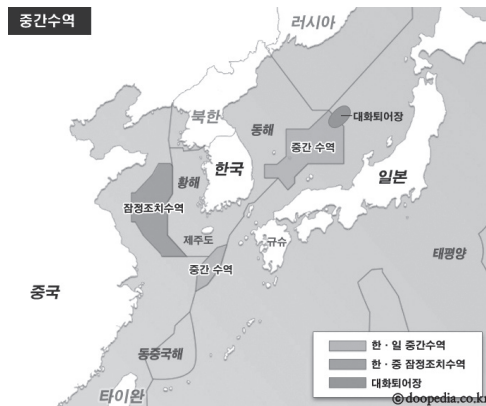 중간수역
러시아
북한
동해
대화퇴어장
중간 수역
한국
황해
일본
잠정조치수역
제주도
규슈
중간 수역
태평양
중국
동중국해
타이완
한·일 중간수역
한·중 잠정조치수역
대화퇴어장
© doopedia.co.kr